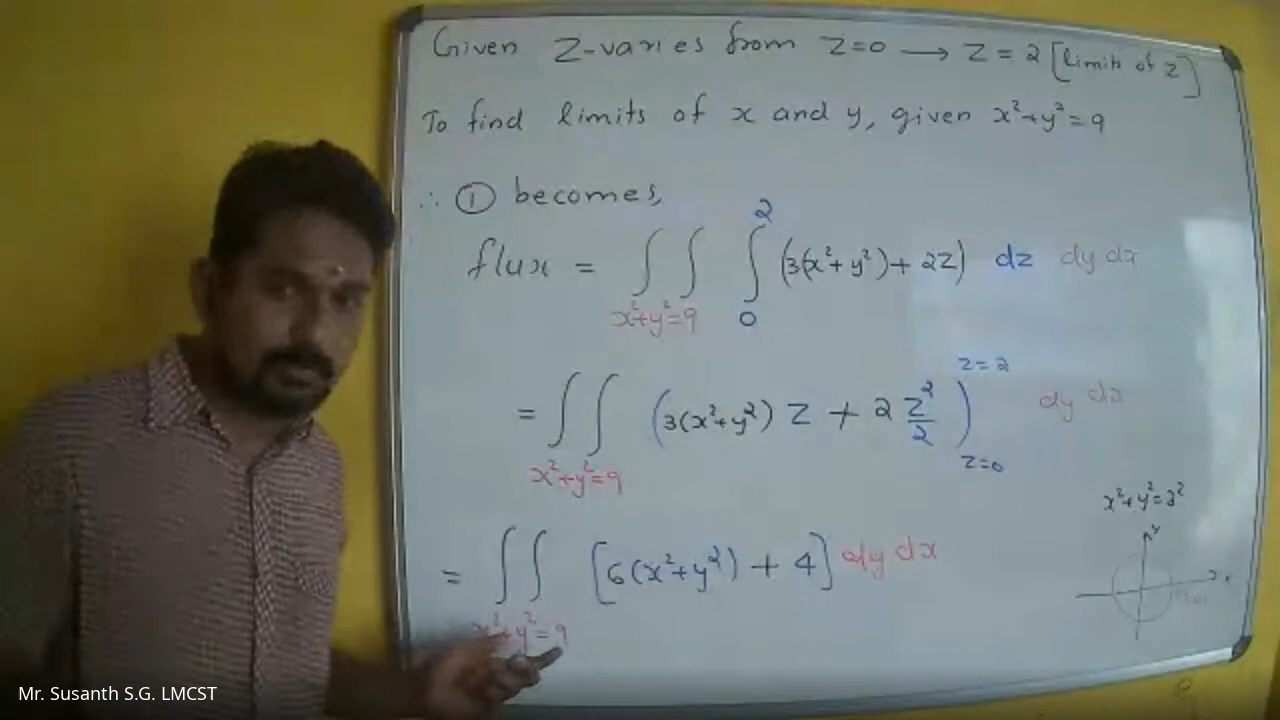 Given Z-varies from Z=0 → Z = 2 [limits of z]
To find limits of x and y, given x²+y²=9
∴ ① becomes,
flux = ∫∫_{x²+y²=9} ∫₀² (3(x²+y²)+2Z) dz dy dx
= ∫∫_{x²+y²=9} (3(x²+y²) Z + 2 Z²/2)_{Z=0}^{Z=2} dy dx
x²+y²=3²
Y
x
= ∫∫_{x²+y²=9} [6(x²+y²) + 4] dy dx
Mr. Susanth S.G. LMCST